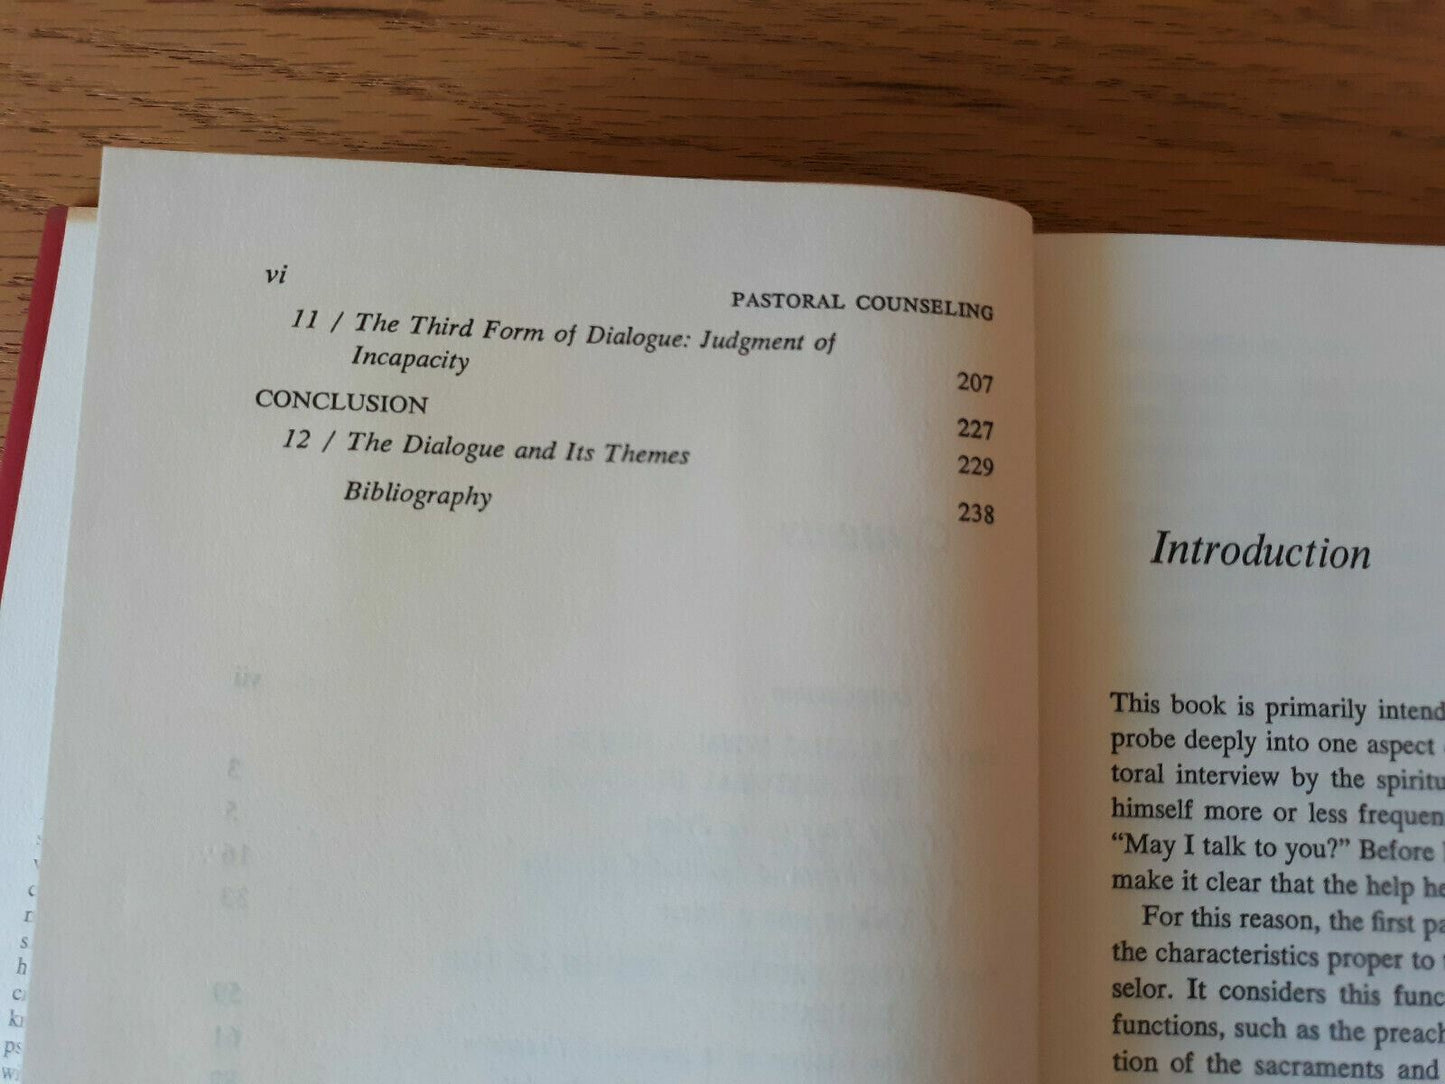 vi
PASTORAL COUNSELING
11 / The Third Form of Dialogue: Judgment of
Incapacity 207
CONCLUSION 227
12 / The Dialogue and Its Themes 229
Bibliography 238
Introduction
This book is primarily intend
probe deeply into one aspect
toral interview by the spiritu
himself more or less frequen
“May I talk to you?” Before
make it clear that the help he
For this reason, the first pa
the characteristics proper to
selor. It considers this func
functions, such as the preach
tion of the sacraments and